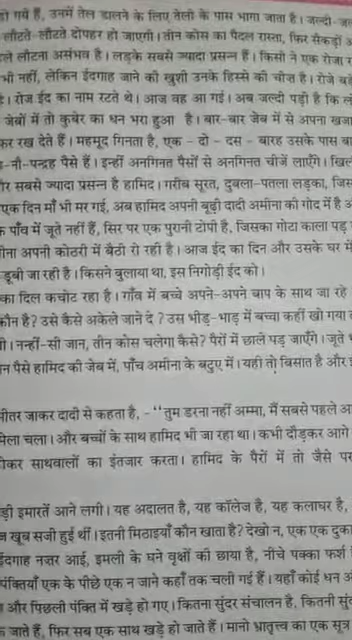 हो गये हैं, उनमें तेल डालने के लिए तेली के पास भागा जाता है। जल्दी-जल्
लौटते-लौटते दोपहर हो जाएगी। तीन कोस का पैदल रास्ता, फिर सैकड़ों अ
ले लौटना असंभव है। लड़के सबसे ज्यादा प्रसन्न हैं। किसी ने एक रोजा र
भी नहीं, लेकिन ईदगाह जाने को खुशी उनके हिस्से की चीज है। रोजे बड़े
है। रोज ईद का नाम रटते थे। आज वह आ गई। अब जल्दी पड़ी है कि लो
जेबों में तो कुबेर का धन भरा हुआ है। बार-बार जेब में से अपना खजा
कर रख देते हैं। महमूद गिनता है, एक - दो - दस - बारह उसके पास बा
-नौ-पन्द्रह पैसे हैं। इन्हीं अनगिनत पैसों से अनगिनत चीजें लाएँगे। खिल
र सबसे ज्यादा प्रसन्न है हामिद। गरीब सूरत, दुबला-पतला लड़का, जिस
एक दिन माँ भी मर गई, अब हामिद अपनी बूढ़ी दादी अमीना को गोद में है अ
के पाँव में जूते नहीं हैं, सिर पर एक पुरानी टोपी है, जिसका गोटा काला पड़
ीना अपनी कोठरी में बैठी रो रही है। आज ईद का दिन और उसके घर में
डूबी जा रही है। किसने बुलाया था, इस निगोड़ी ईद को।
का दिल कचोट रहा है। गाँव में बच्चे अपने-अपने बाप के साथ जा रहे
कौन है? उसे कैसे अकेले जाने दे ? उस भीड़-भाड़ में बच्चा कहीं खो गया त
गी। नन्हीं-सी जान, तीन कोस चलेगा कैसे? पैरों में छाले पड़ जाएँगे। जूते
न पैसे हामिद की जेब में, पाँच अमीना के बटुए में। यही तो बिसात है और
भीतर जाकर दादी से कहता है, - ''तुम डरना नहीं अम्मा, मैं सबसे पहले आ
मेला चला। और बच्चों के साथ हामिद भी जा रहा था। कभी दौड़कर आगे
होकर साथवालों का इंतजार करता। हामिद के पैरों में तो जैसे पर
ड़ी इमारतें आने लगी। यह अदालत है, यह कॉलेज है, यह कलाघर है,
ज खूब सजी हुई थीं। इतनी मिठाइयाँ कौन खाता है? देखो न, एक एक दुका
ईदगाह नज़र आई, इमली के घने वृक्षों की छाया है, नीचे पक्का फर्श
पंक्तियाँ एक के पीछे एक न जाने कहाँ तक चली गई हैं। यहाँ कोई धन अ
और पिछली पंक्ति में खड़े हो गए। कितना सुंदर संचालन है, कितनी सुं
क जाते हैं, फिर सब एक साथ खड़े हो जाते हैं। मानो भ्रातृत्त्व का एक सूत्र